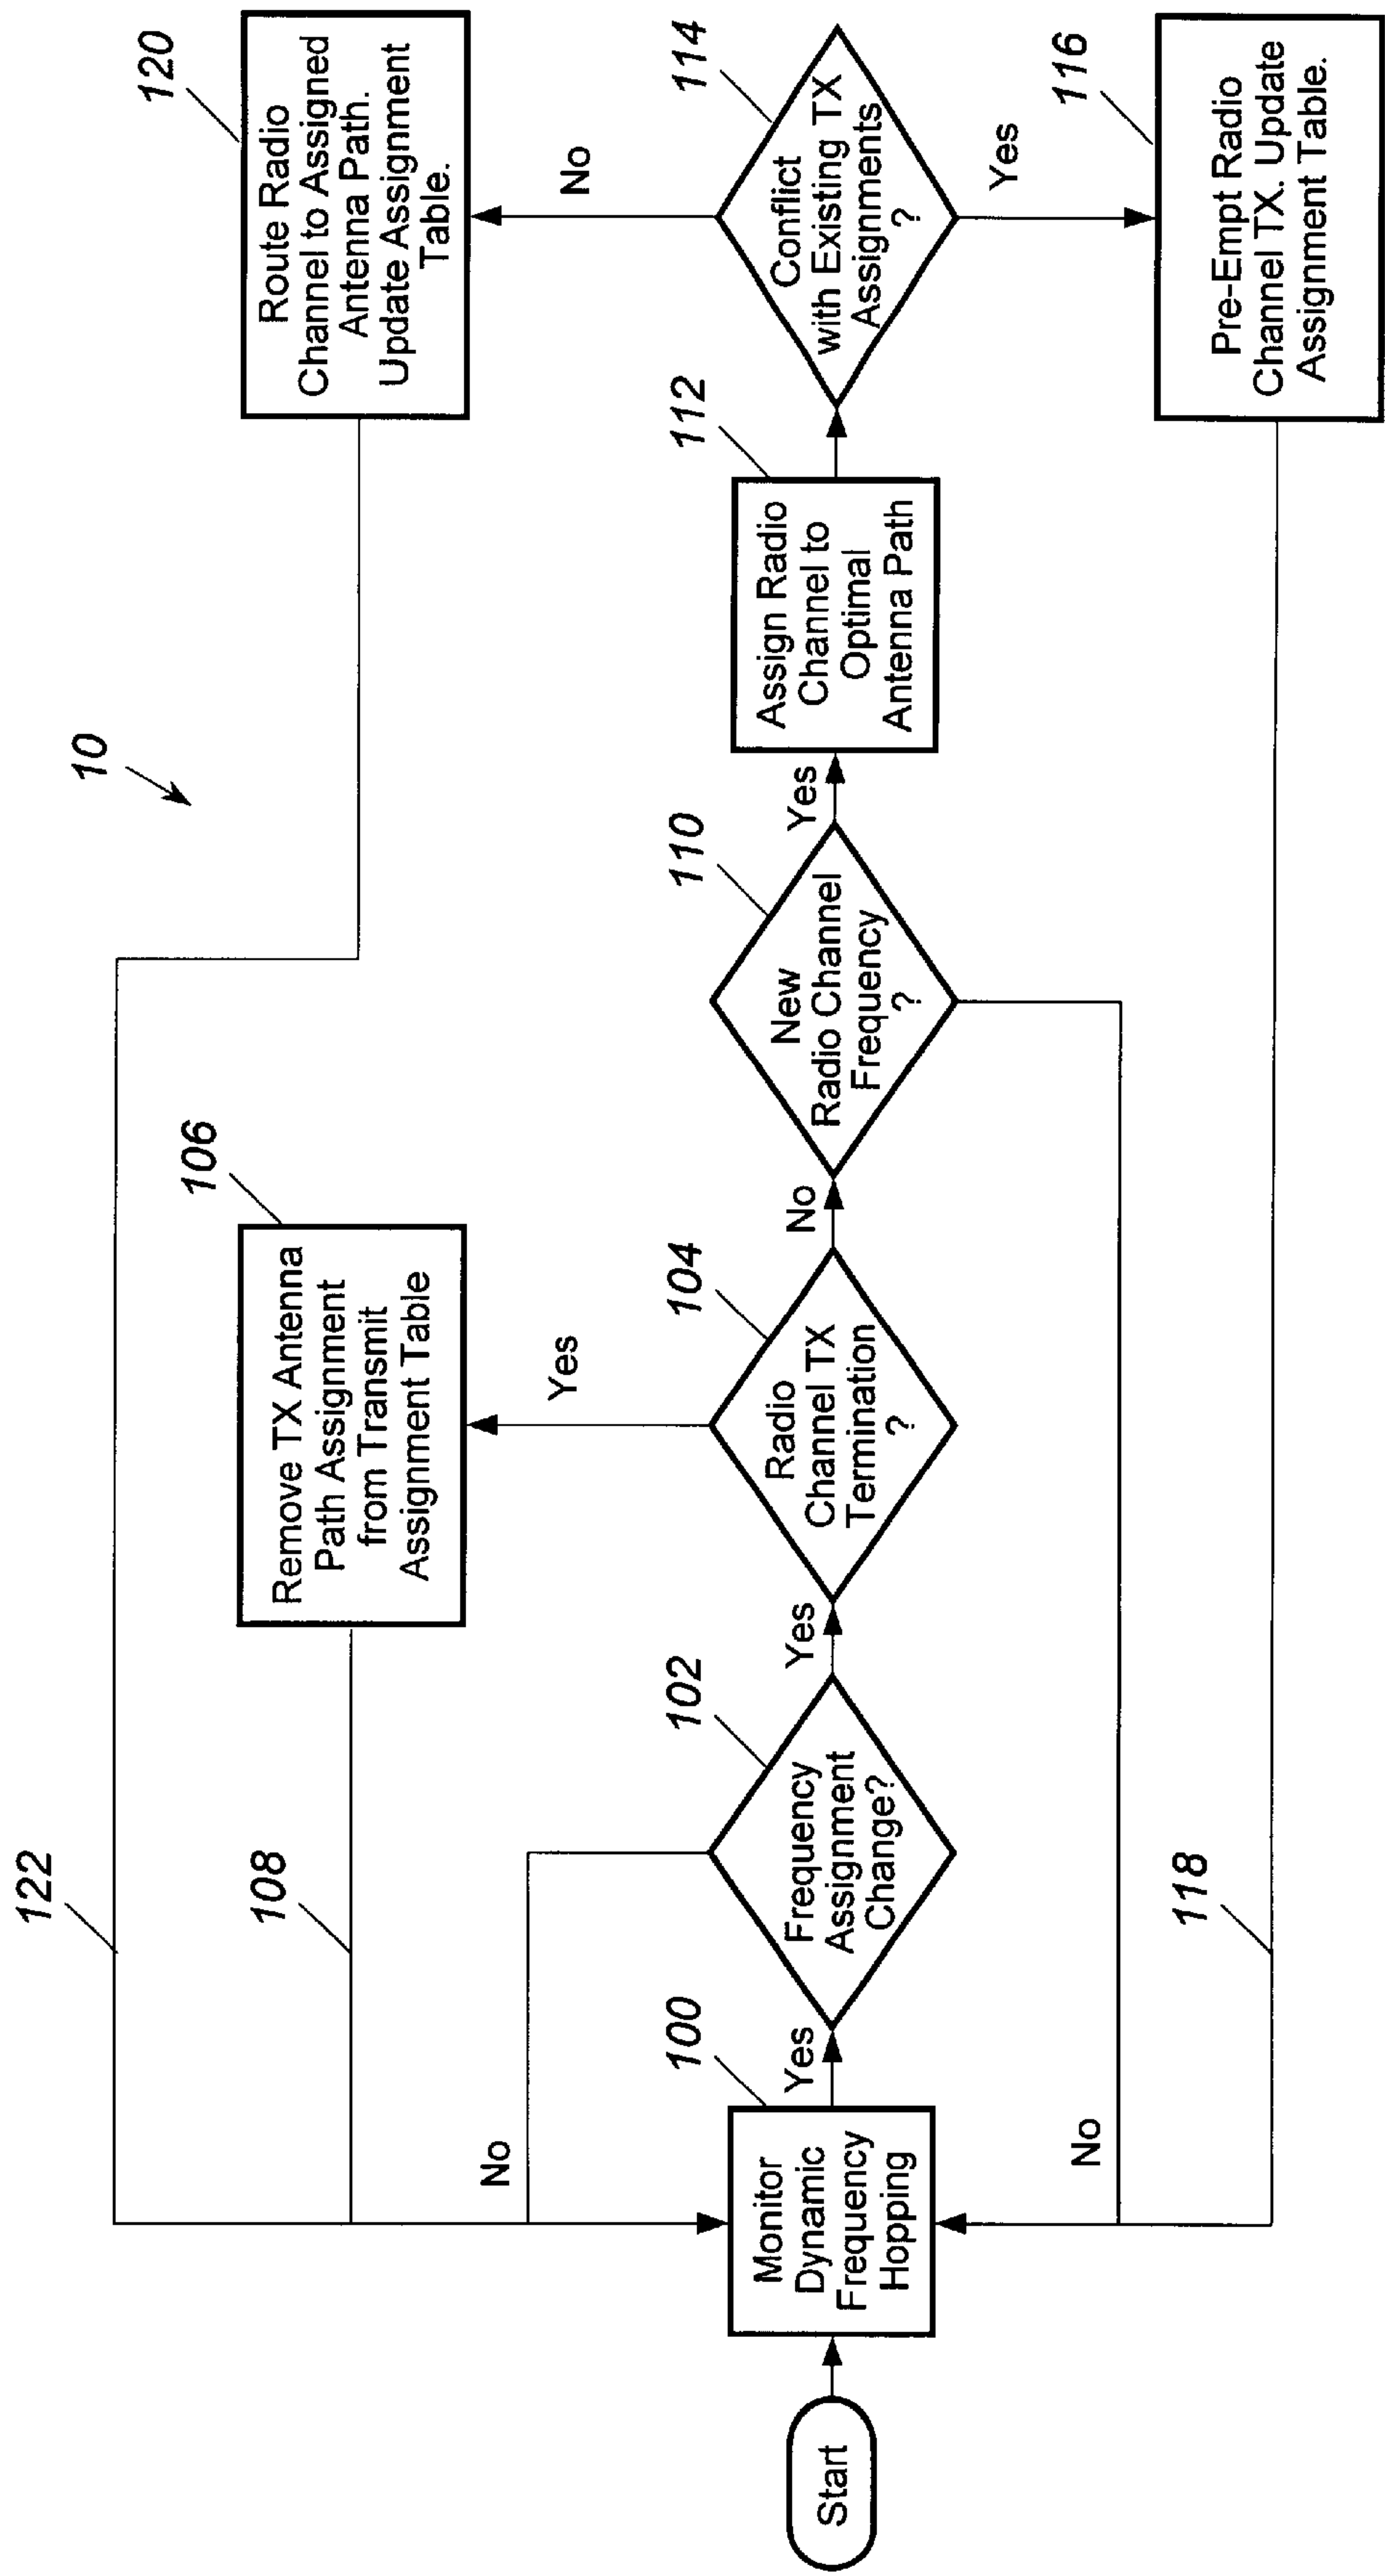 10
Start
Monitor
Dynamic
Frequency
Hopping
100
Yes
Frequency
Assignment
Change?
102
No
Yes
Radio
Channel TX
Termination
?
104
Yes
Remove TX Antenna
Path Assignment
from Transmit
Assignment Table
106
108
No
New
Radio Channel
Frequency
?
110
No
Yes
Assign Radio
Channel to
Optimal
Antenna Path
112
Conflict
with Existing TX
Assignments
?
114
Yes
Pre-Empt Radio
Channel TX. Update
Assignment Table.
116
118
No
Route Radio
Channel to Assigned
Antenna Path.
Update Assignment
Table.
120
122